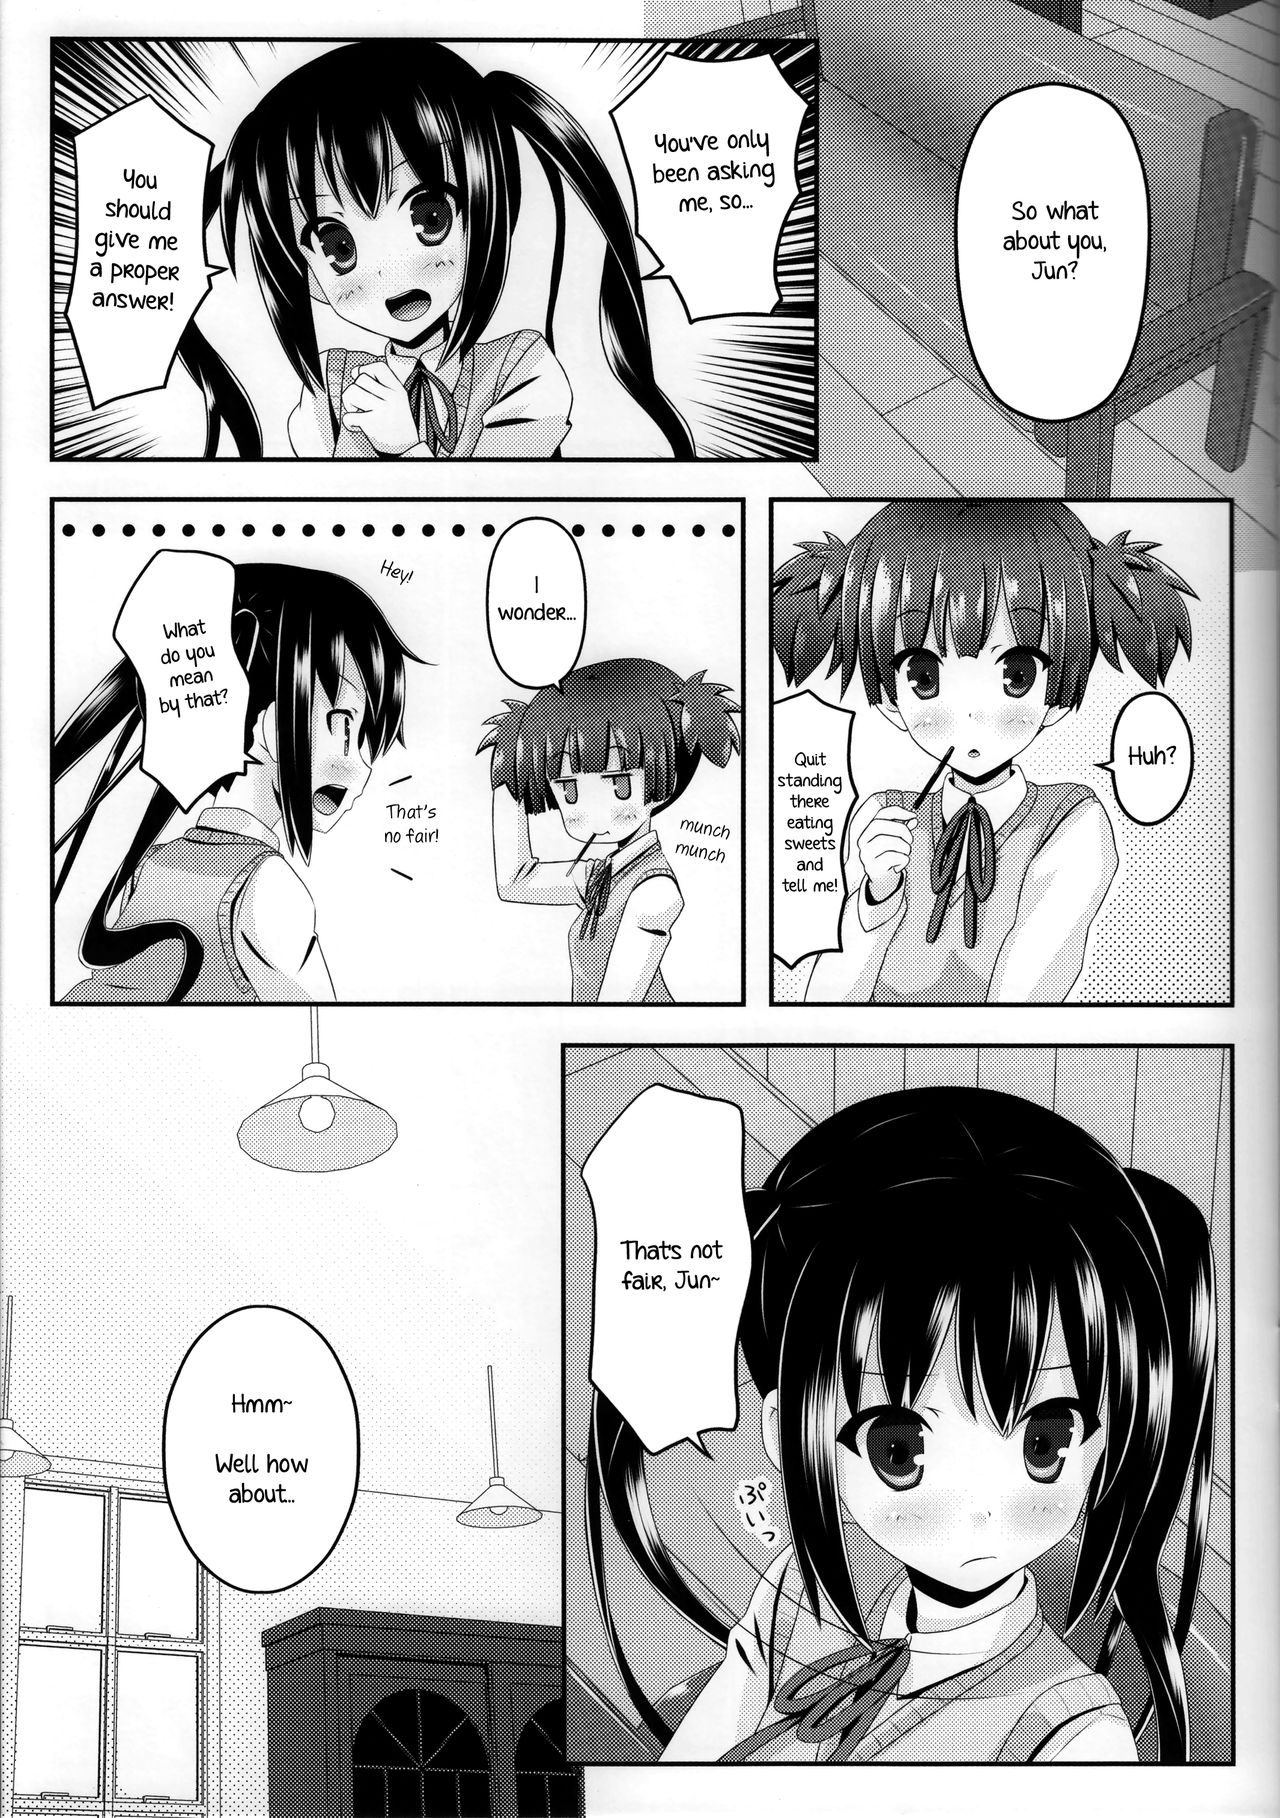 So what
about you,
Jun?
You've only
been asking
me, so...
You
should
give me
a proper
answer!
Huh?
Quit
standing
there
eating
sweets
and
tell me!
I
wonder...
munch
munch
Hey!
What
do you
mean
by that?
That's
no fair!
That's not
fair, Jun~
ぷいっ
Hmm~
Well how
about...